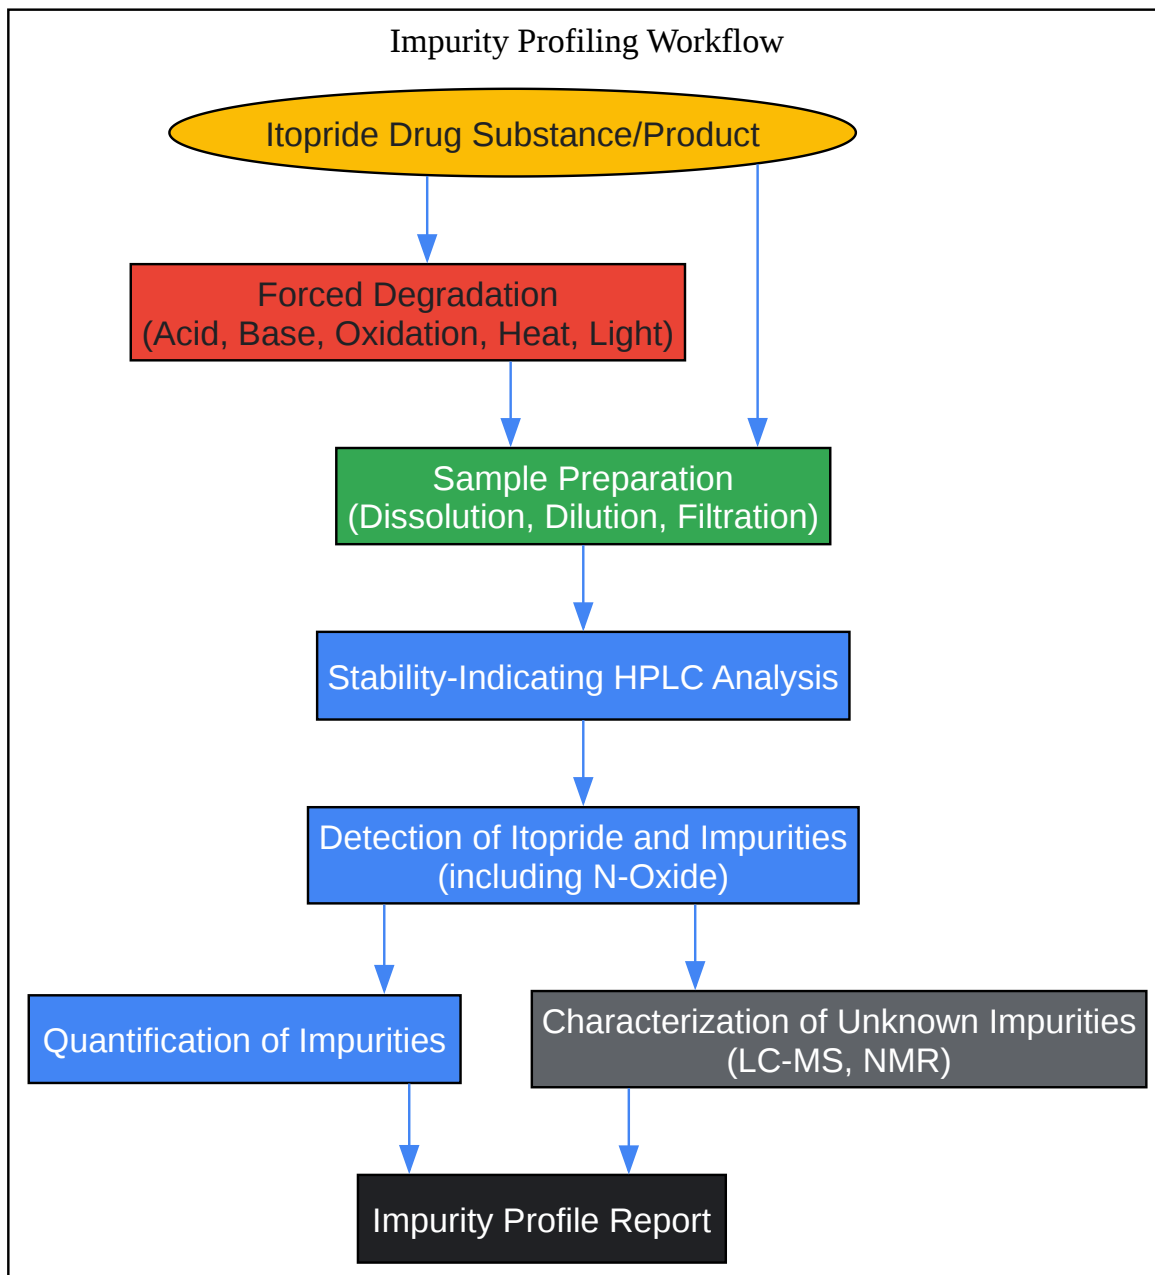 Impurity Profiling Workflow
Itopride Drug Substance/Product
Forced Degradation
(Acid, Base, Oxidation, Heat, Light)
Sample Preparation
(Dissolution, Dilution, Filtration)
Stability-Indicating HPLC Analysis
Detection of Itopride and Impurities
(including N-Oxide)
Quantification of Impurities
Characterization of Unknown Impurities
(LC-MS, NMR)
Impurity Profile Report